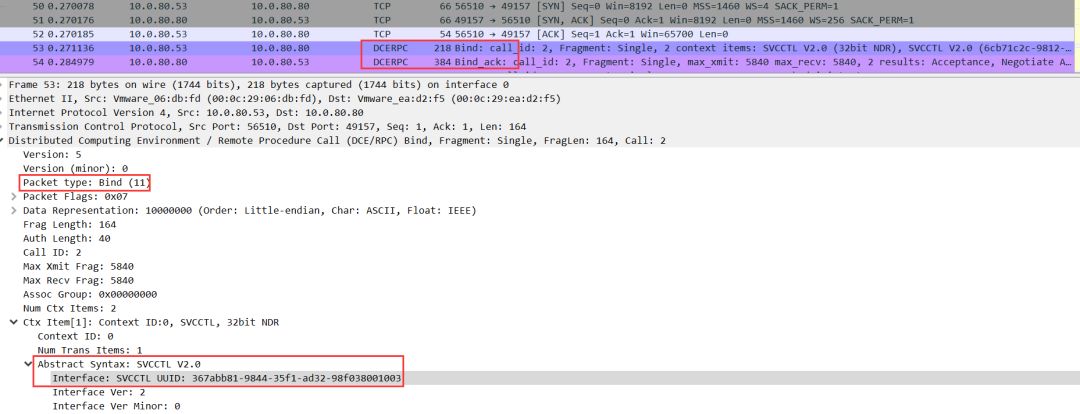 50 0.270078 10.0.80.53 10.0.80.80 TCP 66 56510 → 49157 [SYN] Seq=0 Win=8192 Len=0 MSS=1460 WS=4 SACK_PERM=1
51 0.270176 10.0.80.80 10.0.80.53 TCP 66 49157 → 56510 [SYN, ACK] Seq=0 Ack=1 Win=8192 Len=0 MSS=1460 WS=256 SACK_PERM=1
52 0.270185 10.0.80.53 10.0.80.80 TCP 54 56510 → 49157 [ACK] Seq=1 Ack=1 Win=65700 Len=0
53 0.271136 10.0.80.53 10.0.80.80 DCERPC 218 Bind: call_id: 2, Fragment: Single, 2 context items: SVCCTL V2.0 (32bit NDR), SVCCTL V2.0 (6cb71c2c-9812-...
54 0.284979 10.0.80.80 10.0.80.53 DCERPC 384 Bind_ack: call_id: 2, Fragment: Single, max_xmit: 5840 max_recv: 5840, 2 results: Acceptance, Negotiate A...
Frame 53: 218 bytes on wire (1744 bits), 218 bytes captured (1744 bits) on interface 0
Ethernet II, Src: Vmware_06:db:fd (00:0c:29:06:db:fd), Dst: Vmware_ea:d2:f5 (00:0c:29:ea:d2:f5)
Internet Protocol Version 4, Src: 10.0.80.53, Dst: 10.0.80.80
Transmission Control Protocol, Src Port: 56510, Dst Port: 49157, Seq: 1, Ack: 1, Len: 164
Distributed Computing Environment / Remote Procedure Call (DCE/RPC) Bind, Fragment: Single, FragLen: 164, Call: 2
Version: 5
Version (minor): 0
Packet type: Bind (11)
Packet Flags: 0x07
Data Representation: 10000000 (Order: Little-endian, Char: ASCII, Float: IEEE)
Frag Length: 164
Auth Length: 40
Call ID: 2
Max Xmit Frag: 5840
Max Recv Frag: 5840
Assoc Group: 0x00000000
Num Ctx Items: 2
Ctx Item[1]: Context ID:0, SVCCTL, 32bit NDR
Context ID: 0
Num Trans Items: 1
Abstract Syntax: SVCCTL V2.0
Interface: SVCCTL UUID: 367abb81-9844-35f1-ad32-98f038001003
Interface Ver: 2
Interface Ver Minor: 0